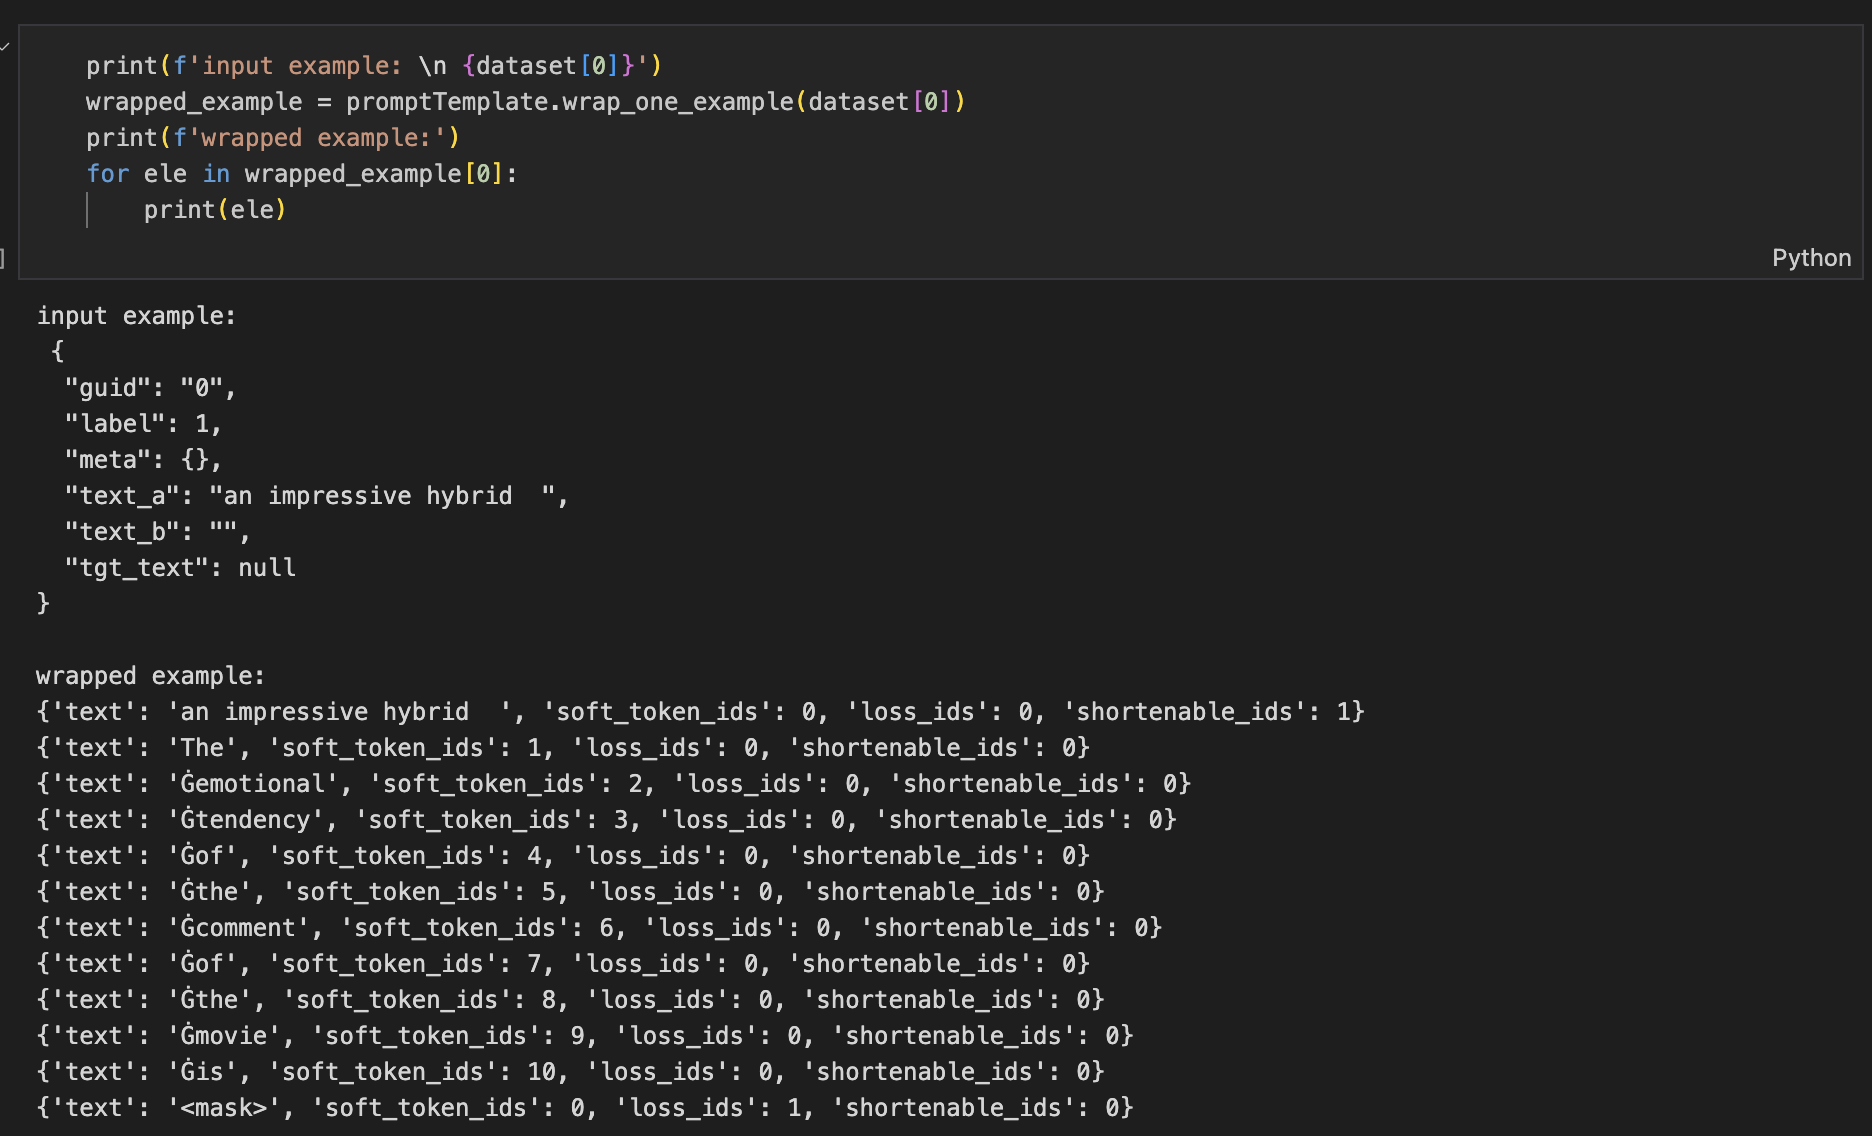 print(f'input example: \n {dataset[0]}')
wrapped_example = promptTemplate.wrap_one_example(dataset[0])
print(f'wrapped example:')
for ele in wrapped_example[0]:
    print(ele)
]
Python
input example:
 {
  "guid": "0",
  "label": 1,
  "meta": {},
  "text_a": "an impressive hybrid  ",
  "text_b": "",
  "tgt_text": null
}
wrapped example:
{'text': 'an impressive hybrid  ', 'soft_token_ids': 0, 'loss_ids': 0, 'shortenable_ids': 1}
{'text': 'The', 'soft_token_ids': 1, 'loss_ids': 0, 'shortenable_ids': 0}
{'text': 'Ġemotional', 'soft_token_ids': 2, 'loss_ids': 0, 'shortenable_ids': 0}
{'text': 'Ġtendency', 'soft_token_ids': 3, 'loss_ids': 0, 'shortenable_ids': 0}
{'text': 'Ġof', 'soft_token_ids': 4, 'loss_ids': 0, 'shortenable_ids': 0}
{'text': 'Ġthe', 'soft_token_ids': 5, 'loss_ids': 0, 'shortenable_ids': 0}
{'text': 'Ġcomment', 'soft_token_ids': 6, 'loss_ids': 0, 'shortenable_ids': 0}
{'text': 'Ġof', 'soft_token_ids': 7, 'loss_ids': 0, 'shortenable_ids': 0}
{'text': 'Ġthe', 'soft_token_ids': 8, 'loss_ids': 0, 'shortenable_ids': 0}
{'text': 'Ġmovie', 'soft_token_ids': 9, 'loss_ids': 0, 'shortenable_ids': 0}
{'text': 'Ġis', 'soft_token_ids': 10, 'loss_ids': 0, 'shortenable_ids': 0}
{'text': '<mask>', 'soft_token_ids': 0, 'loss_ids': 1, 'shortenable_ids': 0}